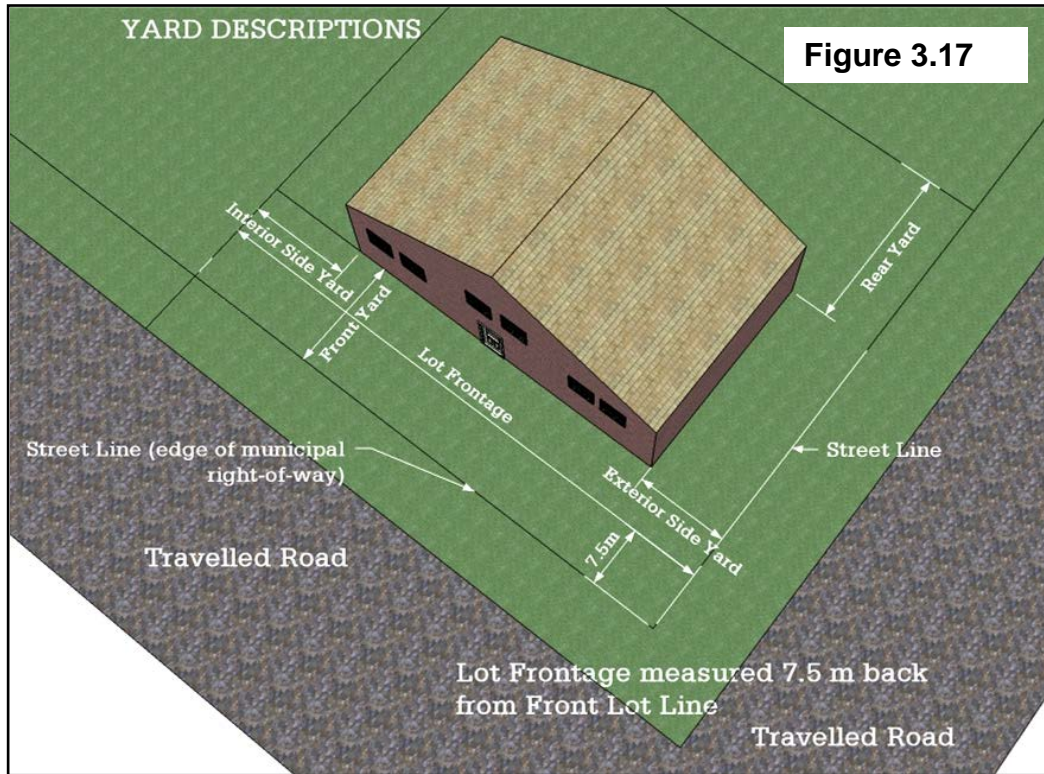 YARD DESCRIPTIONS
Figure 3.17
Interior Side Yard
Front Yard
Rear Yard
Lot Frontage
Street Line (edge of municipal
right-of-way)
Street Line
Exterior Side Yard
7.5m
Travelled Road
Lot Frontage measured 7.5 m back
from Front Lot Line
Travelled Road